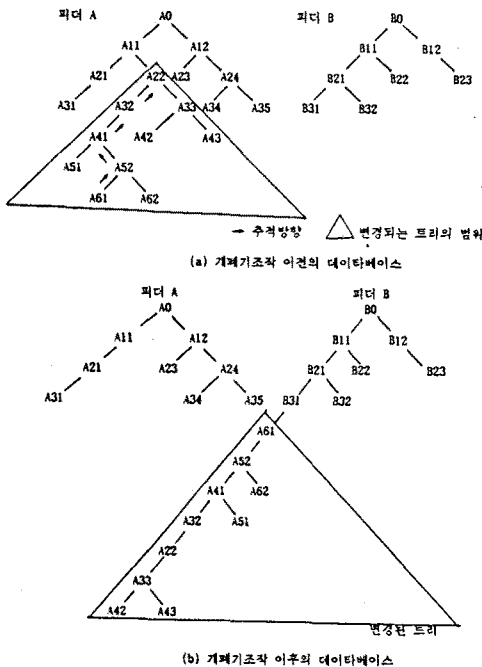 피더 A
피더 B
A0
B0
A11 A12
B11 B12
A21 A22 A23 A24
B21 B22 B23
A31 A32 A33 A34 A35
B31 B32
A41 A42 A43
A51 A52
A61 A62
→ 추적방향 △ 변경되는 트리의 범위
(a) 개폐기조작 이전의 데이타베이스
피더 A
피더 B
A0
B0
A11 A12
B11 B12
A21 A23 A24
B21 B22 B23
A31 A34 A35
B31 B32
A61
A52
A41 A62
A32 A51
A22
A33
A42 A43
변경된 트리
(b) 개폐기조작 이후의 데이타베이스